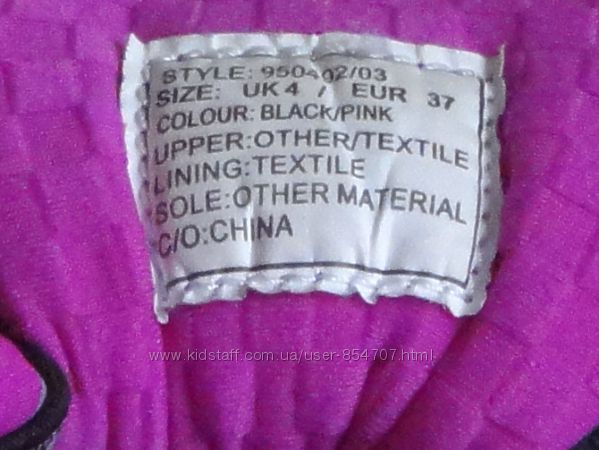 STYLE: 950402/03
SIZE: UK 4 / EUR 37
COLOUR: BLACK/PINK
UPPER:OTHER/TEXTILE
LINING:TEXTILE
SOLE:OTHER MATERIAL
C/O:CHINA
www.kidstaff.com.ua/user-854707.html